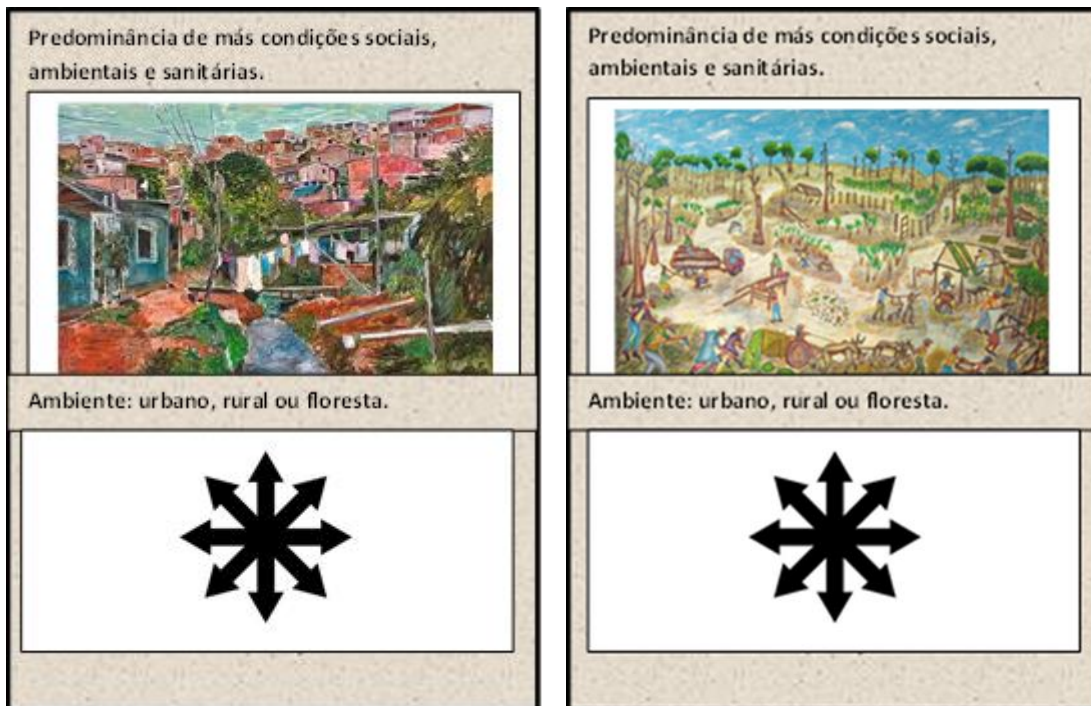 Predominância de más condições sociais,
ambientais e sanitárias.
Ambiente: urbano, rural ou floresta.
Predominância de más condições sociais,
ambientais e sanitárias.
Ambiente: urbano, rural ou floresta.